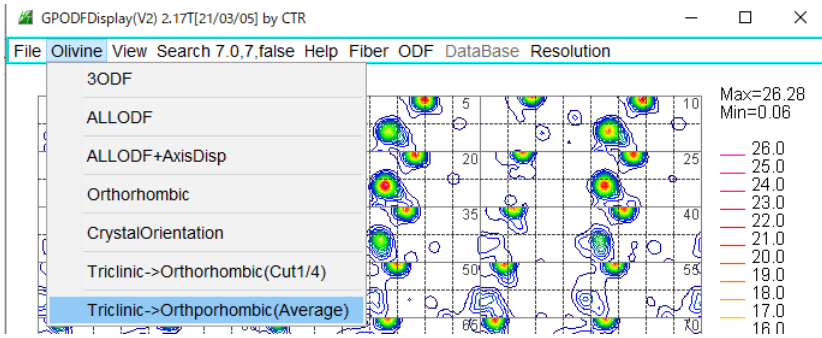 GPODFDisplay(V2) 2.17T[21/03/05] by CTR
File Olivine View Search 7.0,7,false Help Fiber ODF DataBase Resolution
3ODF
ALLODF
ALLODF+AxisDisp
Orthorhombic
CrystalOrientation
Triclinic->Orthorhombic(Cut1/4)
Triclinic->Orthporhombic(Average)
5 10
20 25
35 40
50 55
65 70
Max=26.28
Min=0.06
26.0
25.0
24.0
23.0
22.0
21.0
20.0
19.0
18.0
17.0
16.0